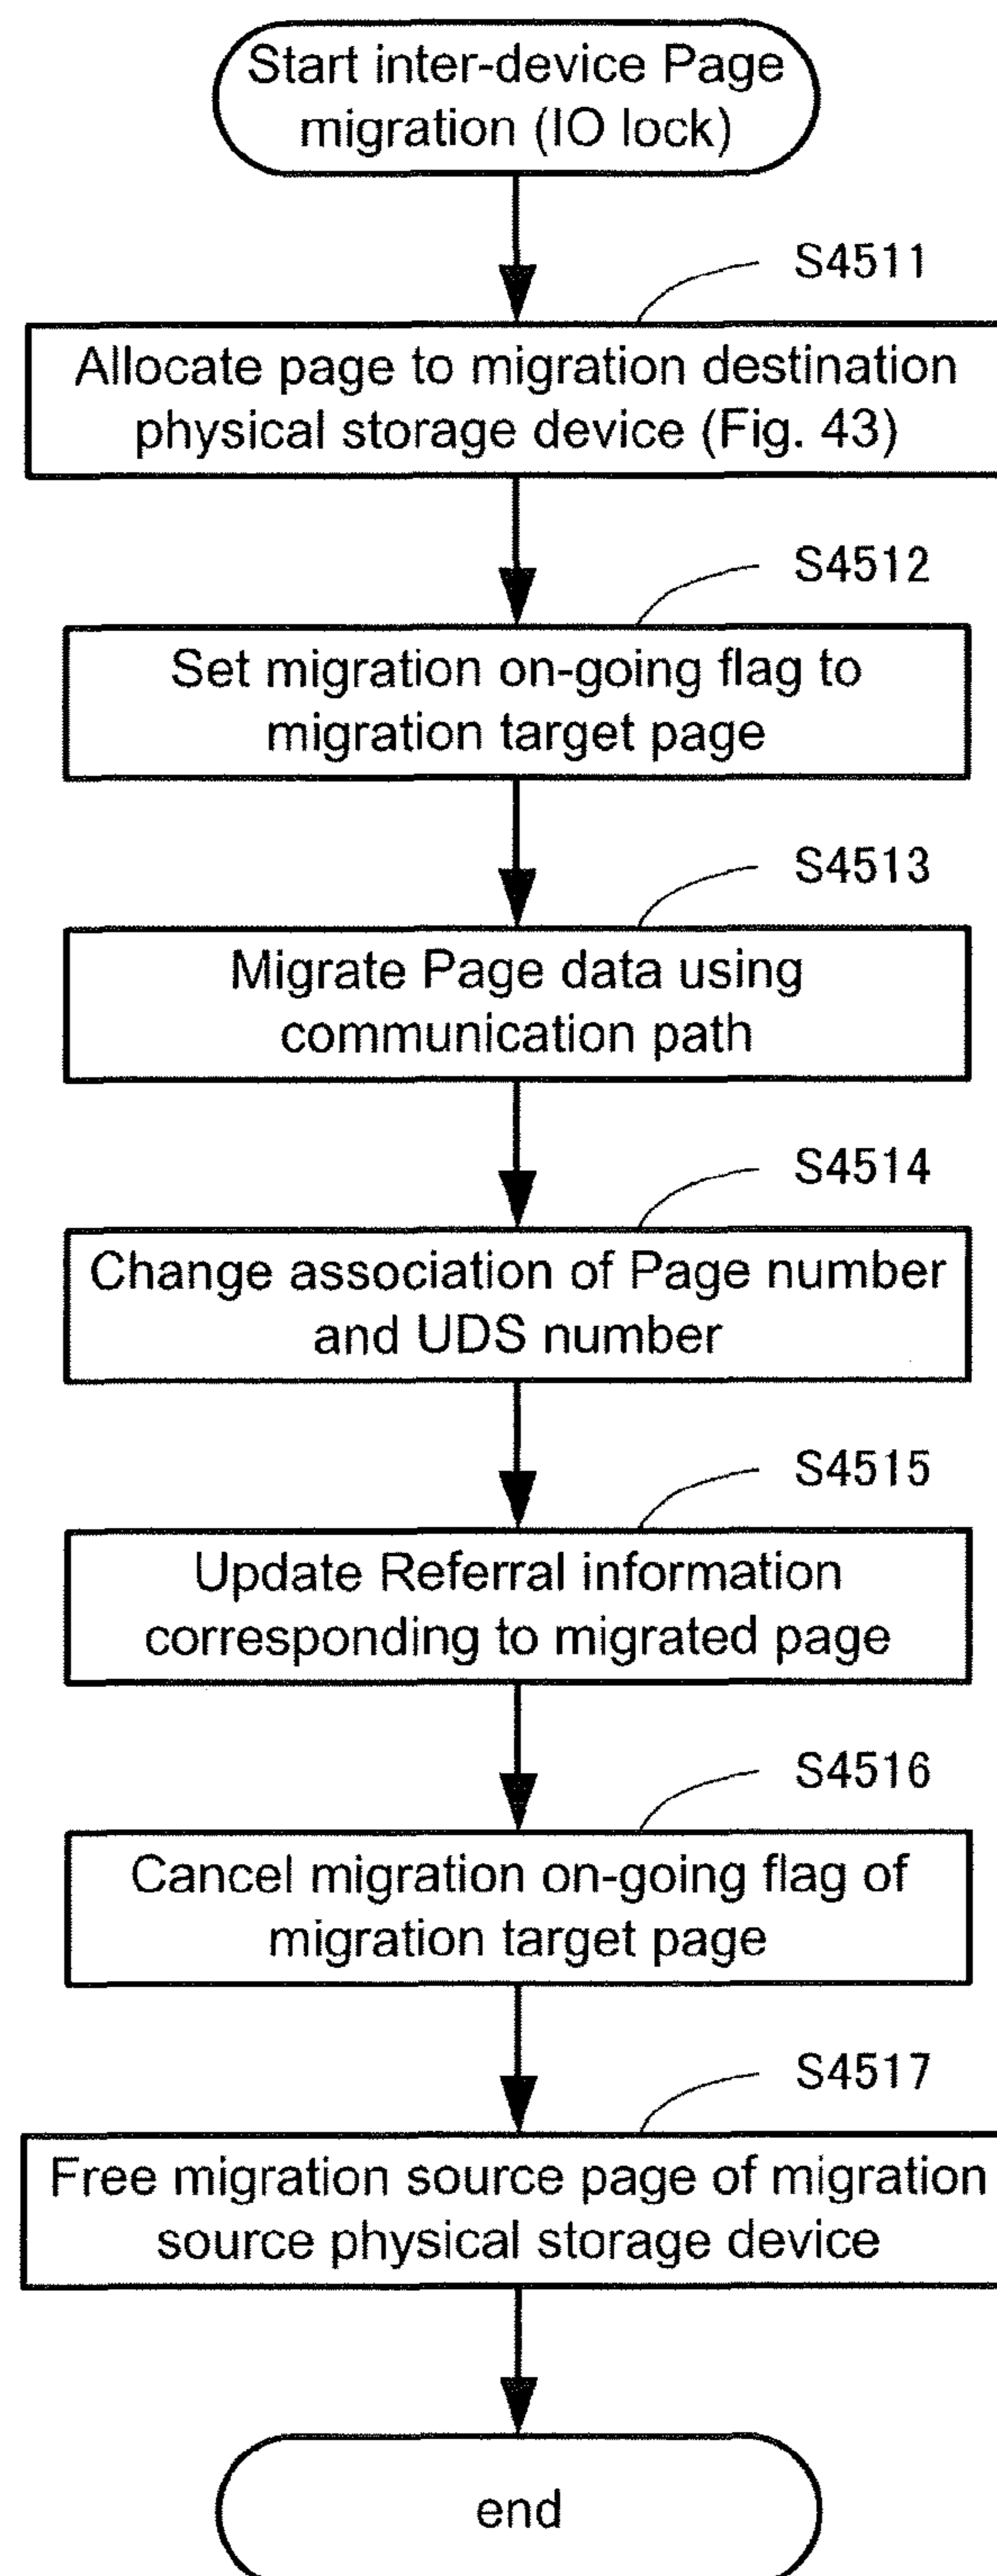 Start inter-device Page
migration (IO lock)
S4511
Allocate page to migration destination
physical storage device (Fig. 43)
S4512
Set migration on-going flag to
migration target page
S4513
Migrate Page data using
communication path
S4514
Change association of Page number
and UDS number
S4515
Update Referral information
corresponding to migrated page
S4516
Cancel migration on-going flag of
migration target page
S4517
Free migration source page of migration
source physical storage device
end